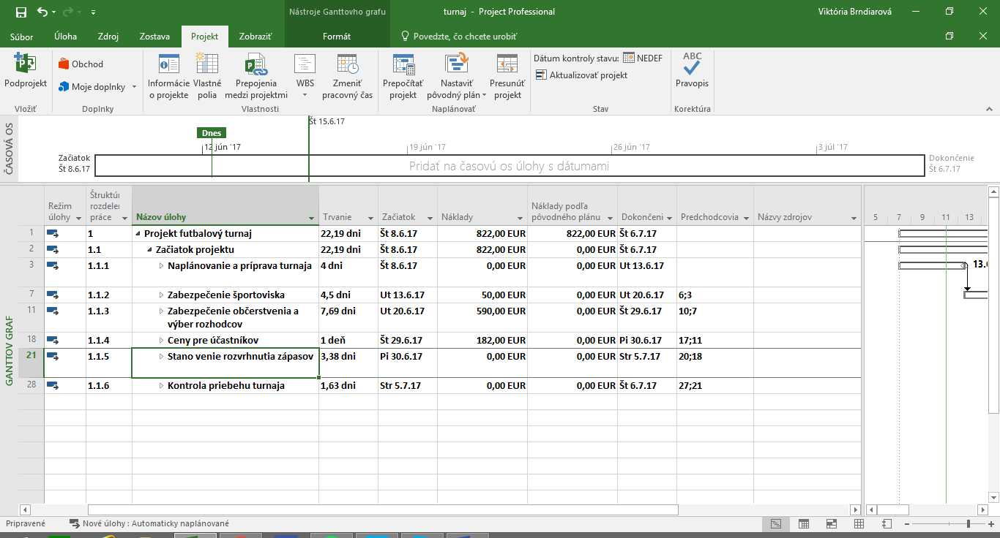 Nástroje Ganttovho grafu
turnaj - Project Professional
Viktória Brndiarová
Súbor Úloha Zdroj Zostava Projekt Zobraziť Formát Povedzte, čo chcete urobiť
Podprojekt
Vložiť
Obchod
Moje doplnky
Doplnky
Informácie o projekte
Vlastné polia
Prepojenia medzi projektmi
WBS
Zmeniť pracovný čas
Vlastnosti
Prepočítať projekt
Nastaviť pôvodný plán
Presunúť projekt
Naplánovať
Dátum kontroly stavu: NEDEF
Aktualizovať projekt
Stav
ABC
Pravopis
Korektúra
ČASOVÁ OS
Št 15.6.17
Dnes
12 jún '17 19 jún '17 26 jún '17 3 júl '17
Začiatok
Št 8.6.17
Pridať na časovú os úlohy s dátumami
Dokončenie
Št 6.7.17
GANTTOV GRAF
Režim úlohy
Štruktúr rozdeler práce
Názov úlohy
Trvanie
Začiatok
Náklady
Náklady podľa pôvodného plánu
Dokončeni
Predchodcovia
Názvy zdrojov
5 7 9 11 13
1 1 Projekt futbalový turnaj 22,19 dni Št 8.6.17 822,00 EUR 822,00 EUR Št 6.7.17
2 1.1 Začiatok projektu 22,19 dni Št 8.6.17 822,00 EUR 0,00 EUR Št 6.7.17
3 1.1.1 Naplánovanie a príprava turnaja 4 dni Št 8.6.17 0,00 EUR 0,00 EUR Ut 13.6.17
7 1.1.2 Zabezpečenie športoviska 4,5 dni Ut 13.6.17 50,00 EUR 0,00 EUR Ut 20.6.17 6;3
11 1.1.3 Zabezpečenie občerstvenia a výber rozhodcov 7,69 dni Ut 20.6.17 590,00 EUR 0,00 EUR Št 29.6.17 10;7
18 1.1.4 Ceny pre účastníkov 1 deň Št 29.6.17 182,00 EUR 0,00 EUR Pi 30.6.17 17;11
21 1.1.5 Stano venie rozvrhnutia zápasov 3,38 dni Pi 30.6.17 0,00 EUR 0,00 EUR Str 5.7.17 20;18
28 1.1.6 Kontrola priebehu turnaja 1,63 dni Str 5.7.17 0,00 EUR 0,00 EUR Št 6.7.17 27;21
Pripravené
Nové úlohy : Automaticky naplánované